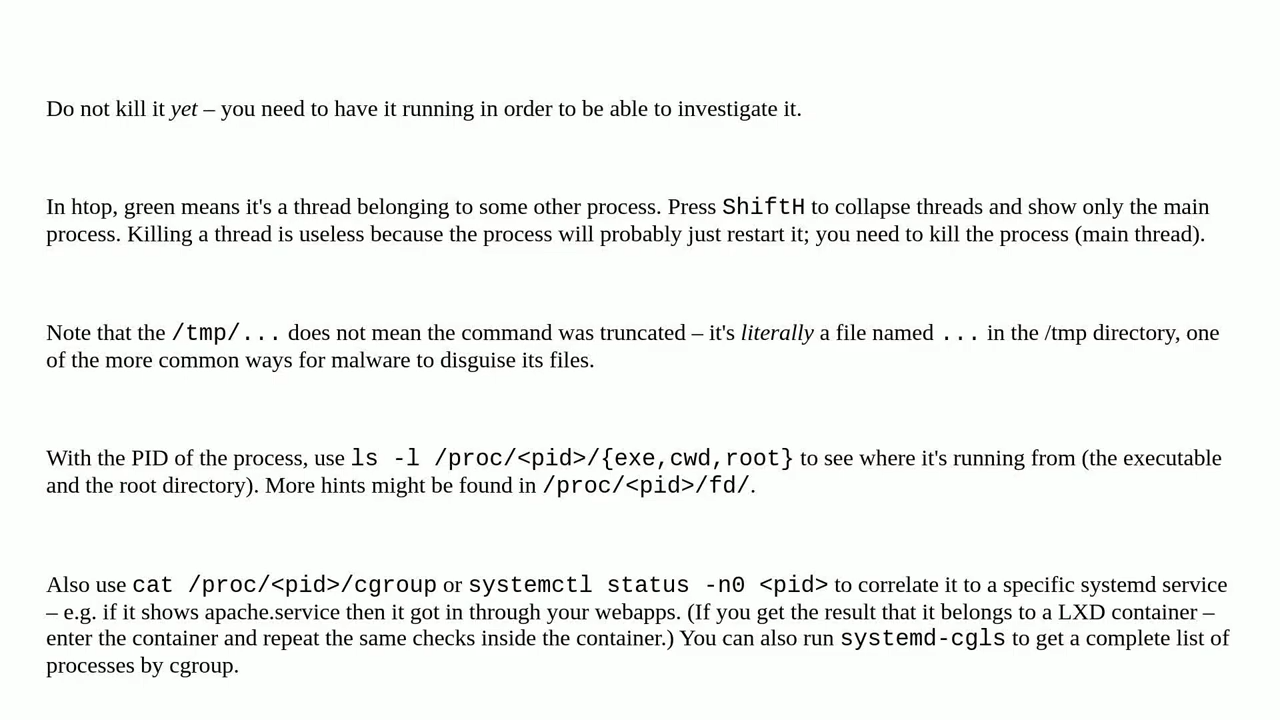 Do not kill it yet – you need to have it running in order to be able to investigate it.
In htop, green means it's a thread belonging to some other process. Press ShiftH to collapse threads and show only the main
process. Killing a thread is useless because the process will probably just restart it; you need to kill the process (main thread).
Note that the /tmp/... does not mean the command was truncated – it's literally a file named ... in the /tmp directory, one
of the more common ways for malware to disguise its files.
With the PID of the process, use ls -l /proc/<pid>/{exe,cwd,root} to see where it's running from (the executable
and the root directory). More hints might be found in /proc/<pid>/fd/.
Also use cat /proc/<pid>/cgroup or systemctl status -n0 <pid> to correlate it to a specific systemd service
– e.g. if it shows apache.service then it got in through your webapps. (If you get the result that it belongs to a LXD container –
enter the container and repeat the same checks inside the container.) You can also run systemd-cgls to get a complete list of
processes by cgroup.